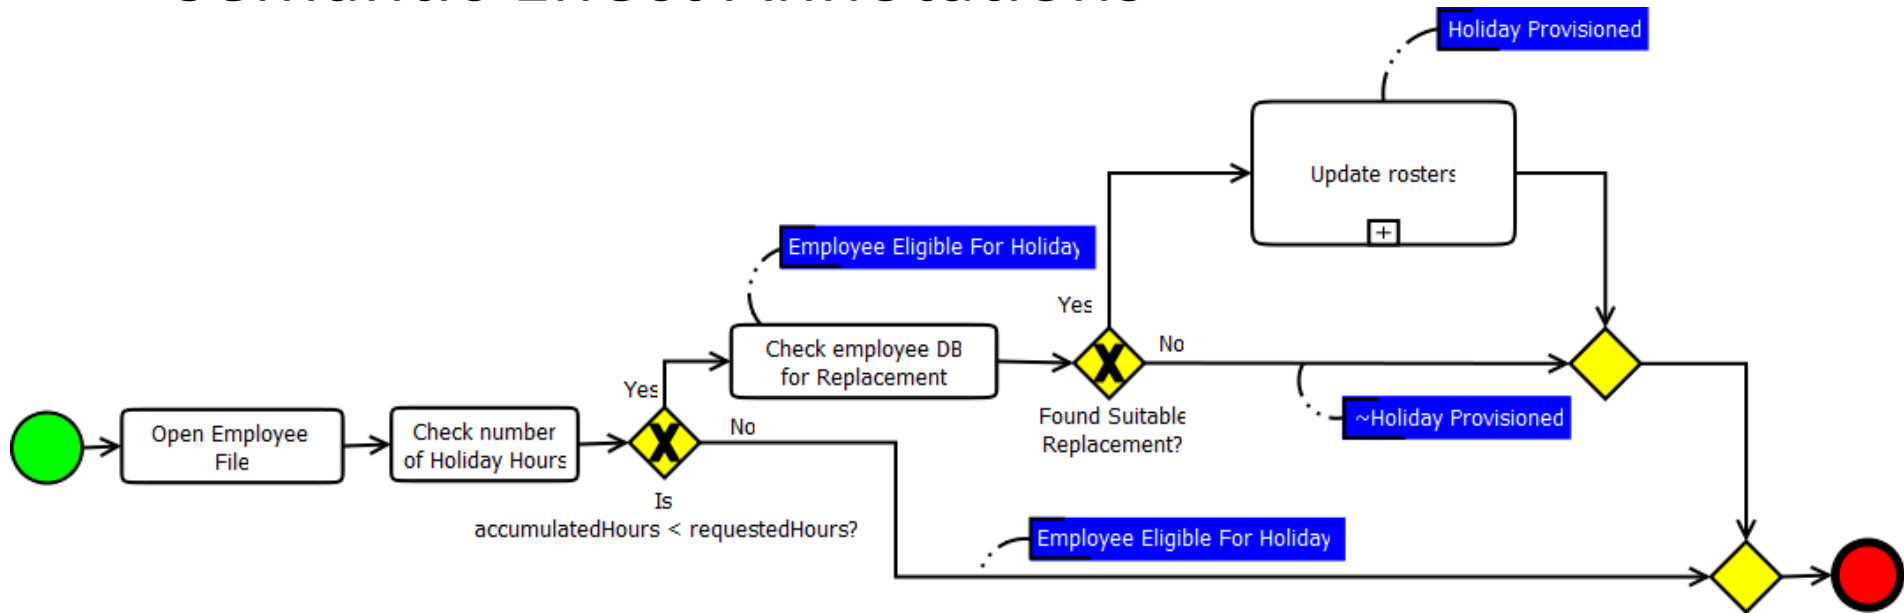 Holiday Provisioned
Update rosters
+
Employee Eligible For Holiday
Yes
Check employee DB
for Replacement
No
Found Suitable
Replacement?
~Holiday Provisioned
Yes
Open Employee
File
Check number
of Holiday Hours
No
Is
accumulatedHours < requestedHours?
Employee Eligible For Holiday